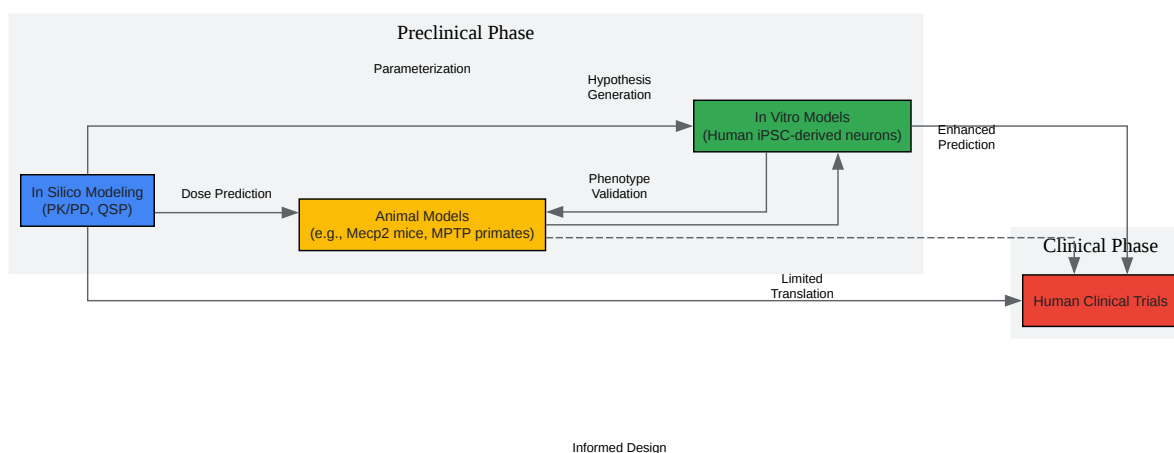 Preclinical Phase
Parameterization
Hypothesis
Generation
In Vitro Models
(Human iPSC-derived neurons)
Enhanced
Prediction
In Silico Modeling
(PK/PD, QSP)
Dose Prediction
Phenotype
Validation
Animal Models
(e.g., Mecp2 mice, MPTP primates)
Clinical Phase
Limited
Translation
Human Clinical Trials
Informed Design